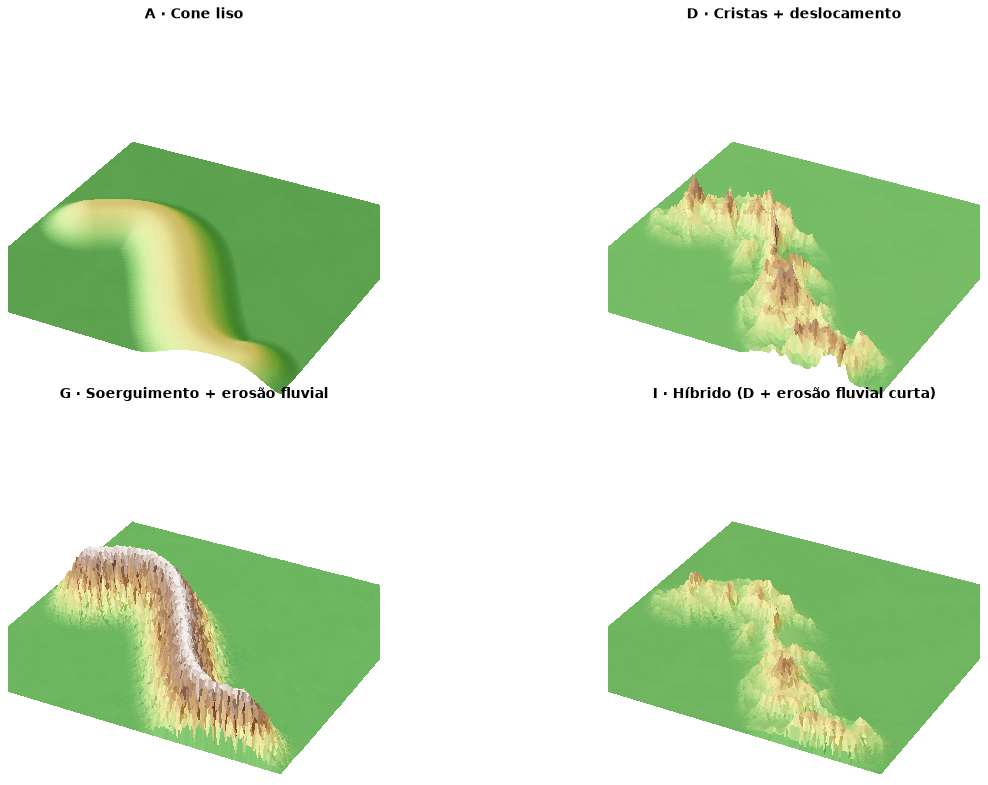 A · Cone liso
D · Cristas + deslocamento
G · Soerguimento + erosão fluvial
I · Híbrido (D + erosão fluvial curta)